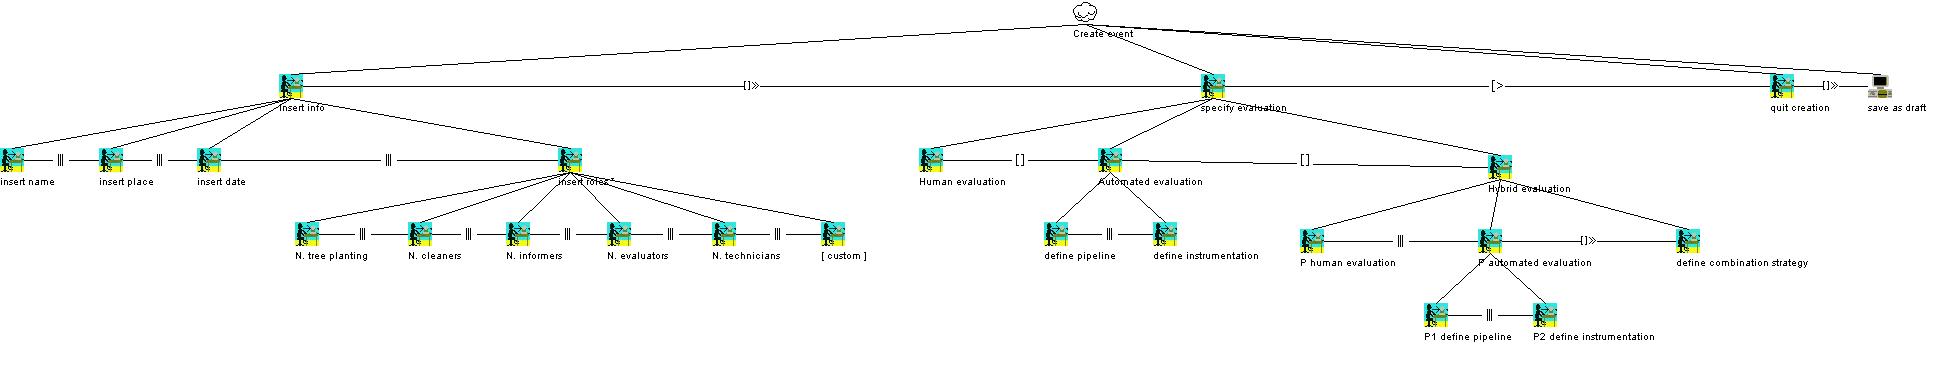 Create event
[]>> [>
Insert info specify evaluation quit creation []>> save as draft
||| ||| ||| [] []
insert name insert place insert date insert roles* Human evaluation Automated evaluation Hybrid evaluation
||| ||| ||| ||| ||| ||| ||| []>>
N. tree planting N. cleaners N. informers N. evaluators N. technicians [ custom ] define pipeline define instrumentation P human evaluation P automated evaluation define combination strategy
|||
P1 define pipeline P2 define instrumentation